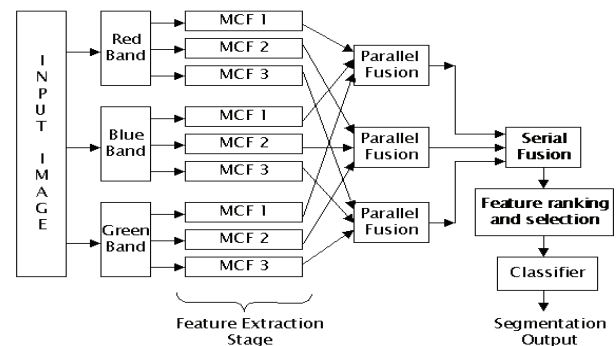 INPUT IMAGE
Red
Band
MCF 1
MCF 2
MCF 3
Blue
Band
MCF 1
MCF 2
MCF 3
Green
Band
MCF 1
MCF 2
MCF 3
Parallel
Fusion
Parallel
Fusion
Parallel
Fusion
Serial
Fusion
Feature ranking
and selection
Classifier
Feature Extraction
Stage
Segmentation
Output